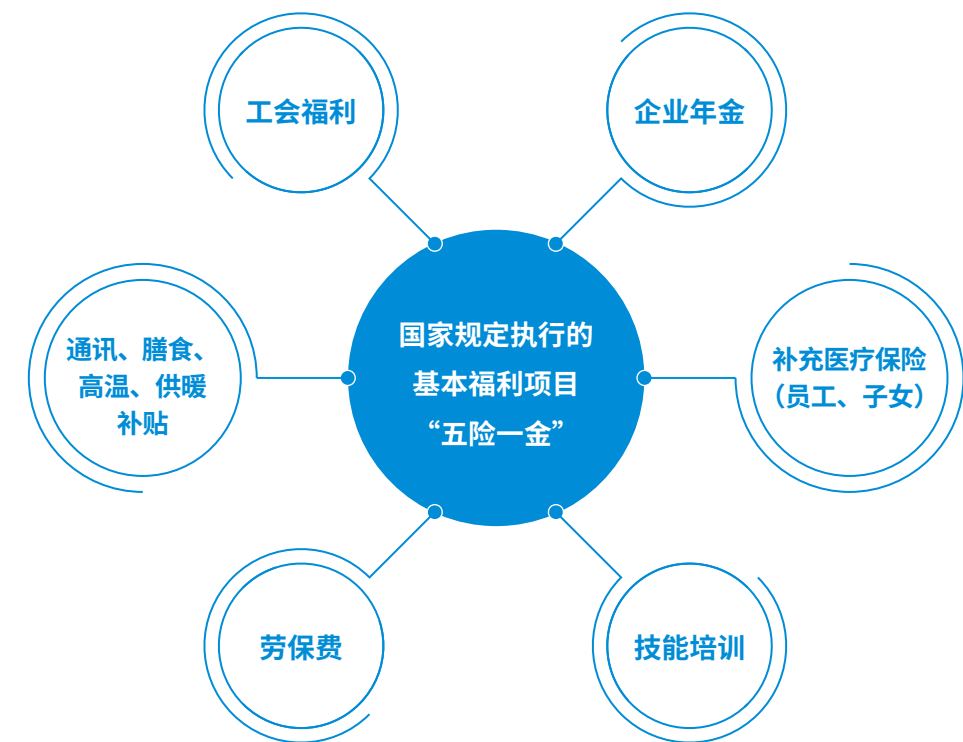 工会福利
企业年金
国家规定执行的
基本福利项目
“五险一金”
通讯、膳食、
高温、供暖
补贴
补充医疗保险
（员工、子女）
劳保费
技能培训